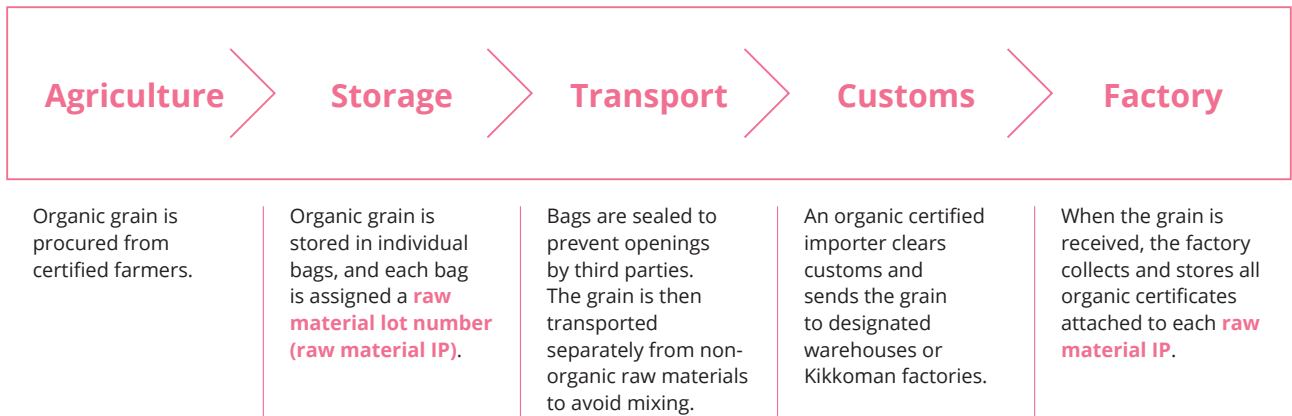 Agriculture
Storage
Transport
Customs
Factory
Organic grain is
procured from
certified farmers.
Organic grain is
stored in individual
bags, and each bag
is assigned a raw
material lot number
(raw material IP).
Bags are sealed to
prevent openings
by third parties.
The grain is then
transported
separately from non-
organic raw materials
to avoid mixing.
An organic certified
importer clears
customs and
sends the grain
to designated
warehouses or
Kikkoman factories.
When the grain is
received, the factory
collects and stores all
organic certificates
attached to each raw
material IP.